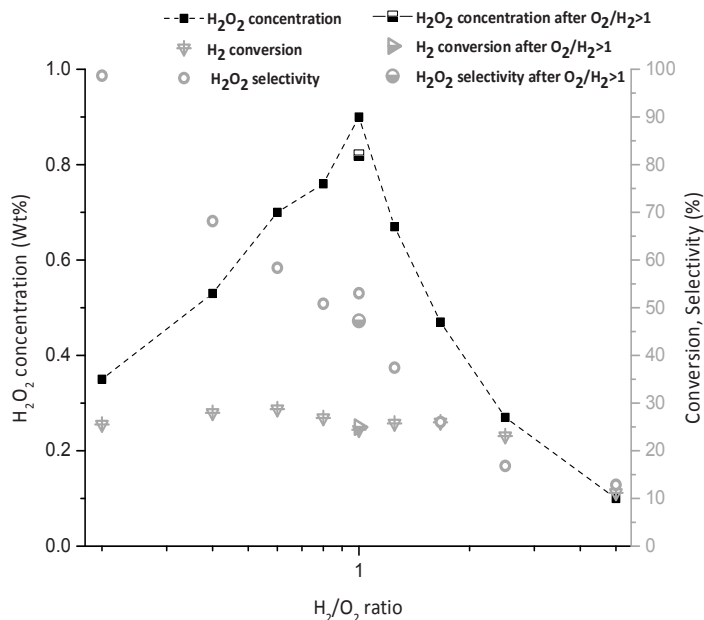 H₂O₂ concentration
H₂O₂ concentration after O₂/H₂>1
H₂ conversion
H₂ conversion after O₂/H₂>1
H₂O₂ selectivity
H₂O₂ selectivity after O₂/H₂>1
1.0
0.8
0.6
0.4
0.2
0.0
H₂O₂ concentration (Wt%)
100
90
80
70
60
50
40
30
20
10
0
Conversion, Selectivity (%)
1
H₂/O₂ ratio